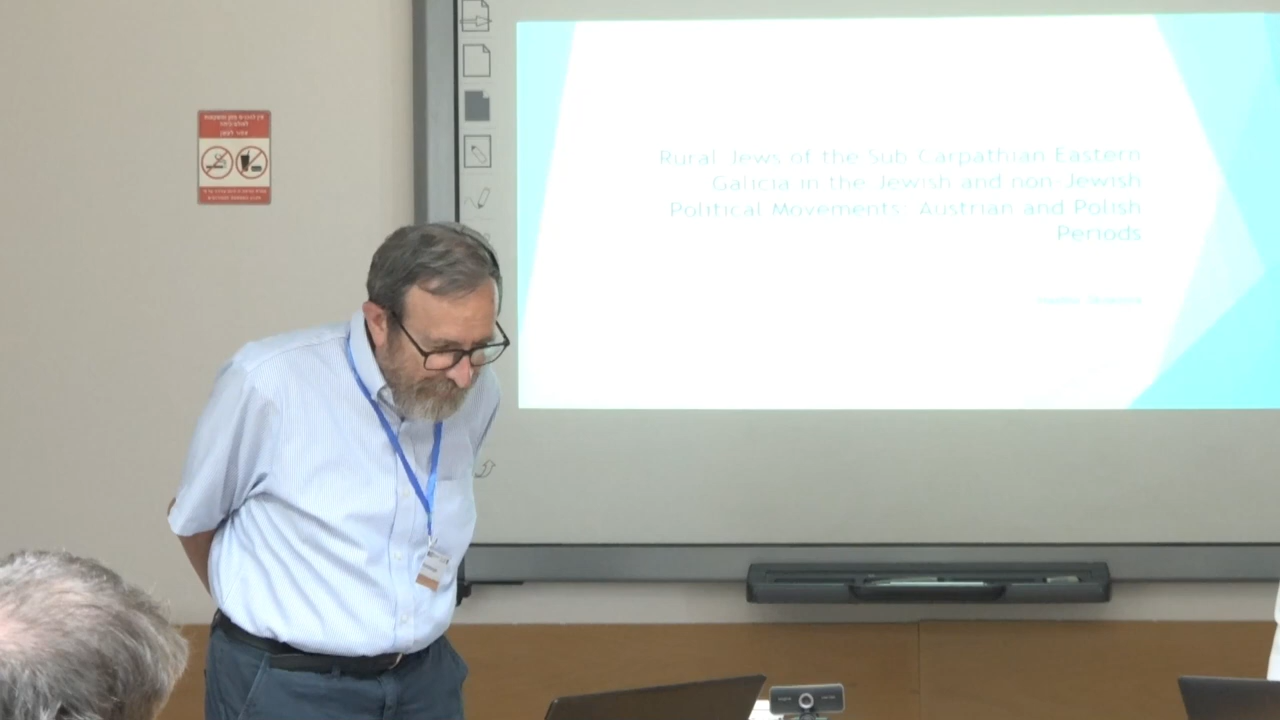 Rural Jews of the Sub Carpathian Eastern
Galicia in the Jewish and non-Jewish
Political Movements: Austrian and Polish
Periods